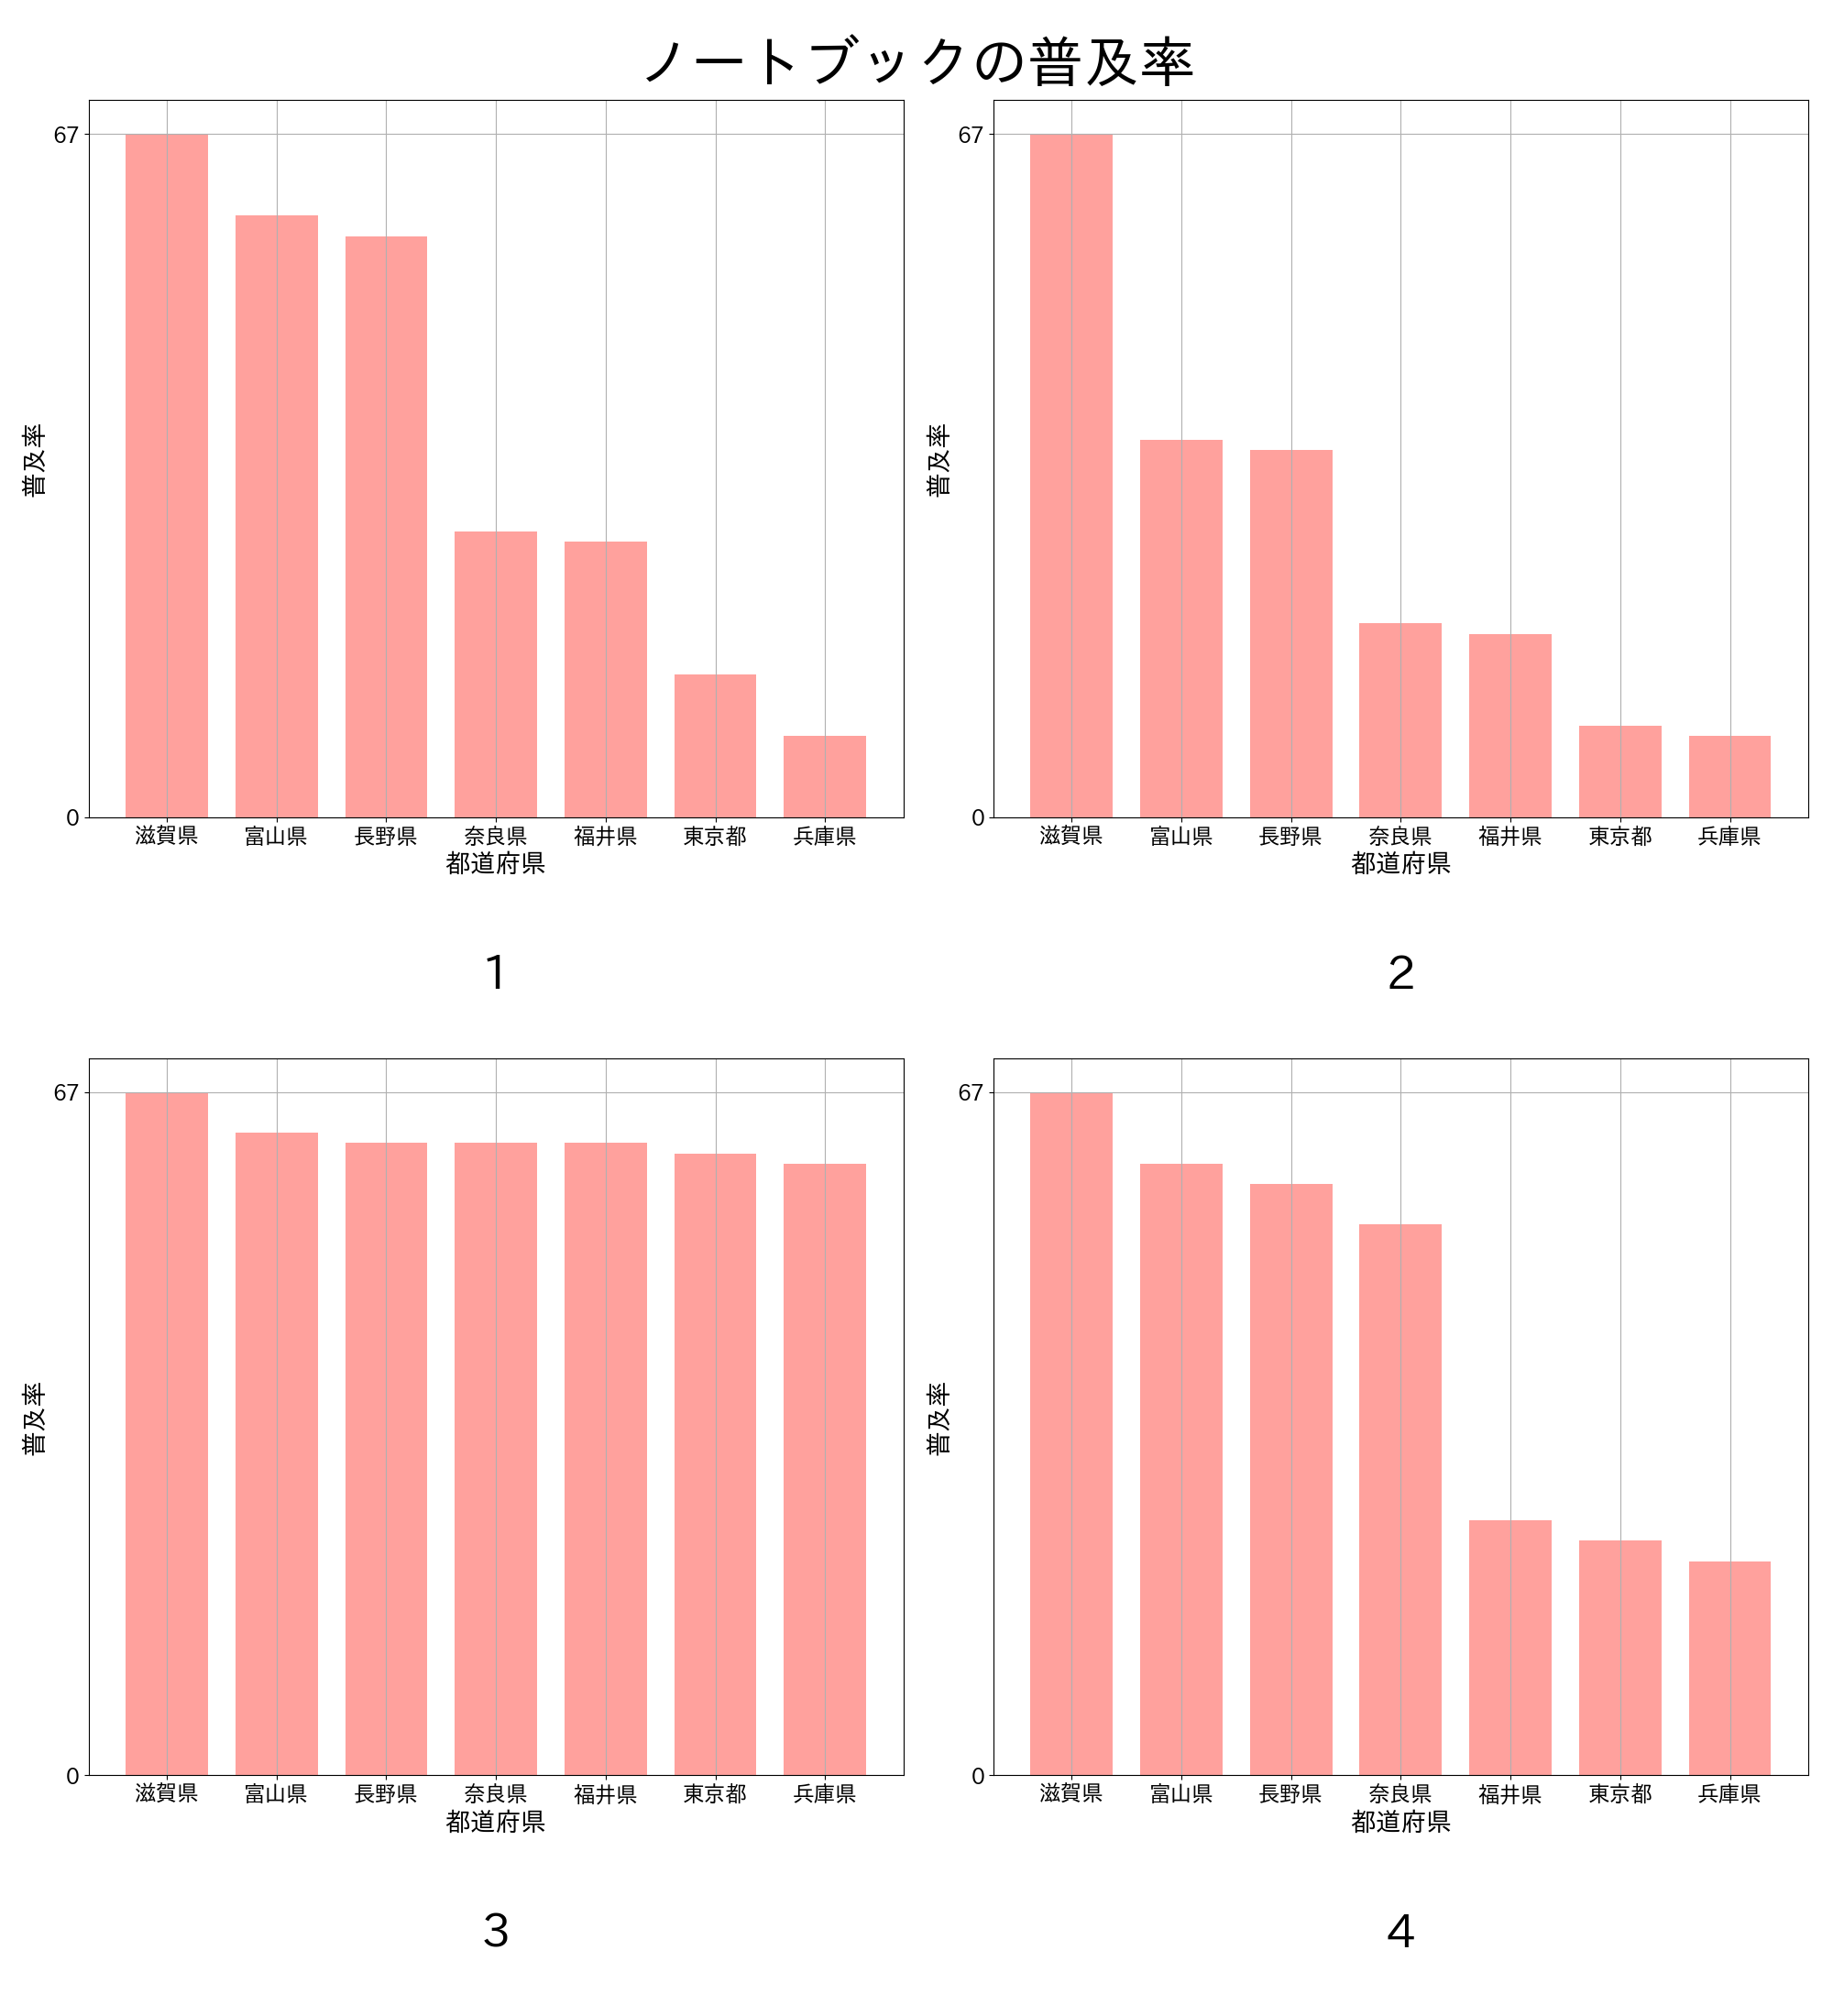 ノートブックの普及率
67
0
普及率
滋賀県 富山県 長野県 奈良県 福井県 東京都 兵庫県
都道府県
1
67
0
普及率
滋賀県 富山県 長野県 奈良県 福井県 東京都 兵庫県
都道府県
2
67
0
普及率
滋賀県 富山県 長野県 奈良県 福井県 東京都 兵庫県
都道府県
3
67
0
普及率
滋賀県 富山県 長野県 奈良県 福井県 東京都 兵庫県
都道府県
4